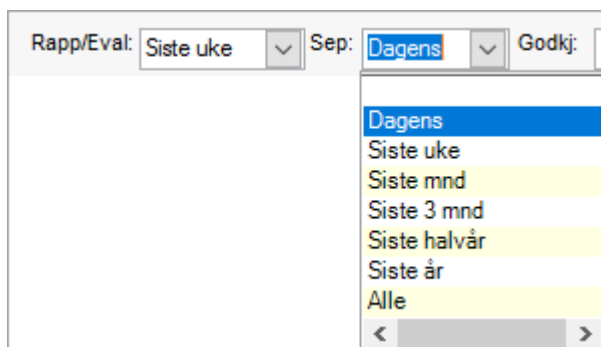 Rapp/Eval: Siste uke Sep: Dagens Godkj:
Dagens
Siste uke
Siste mnd
Siste 3 mnd
Siste halvår
Siste år
Alle